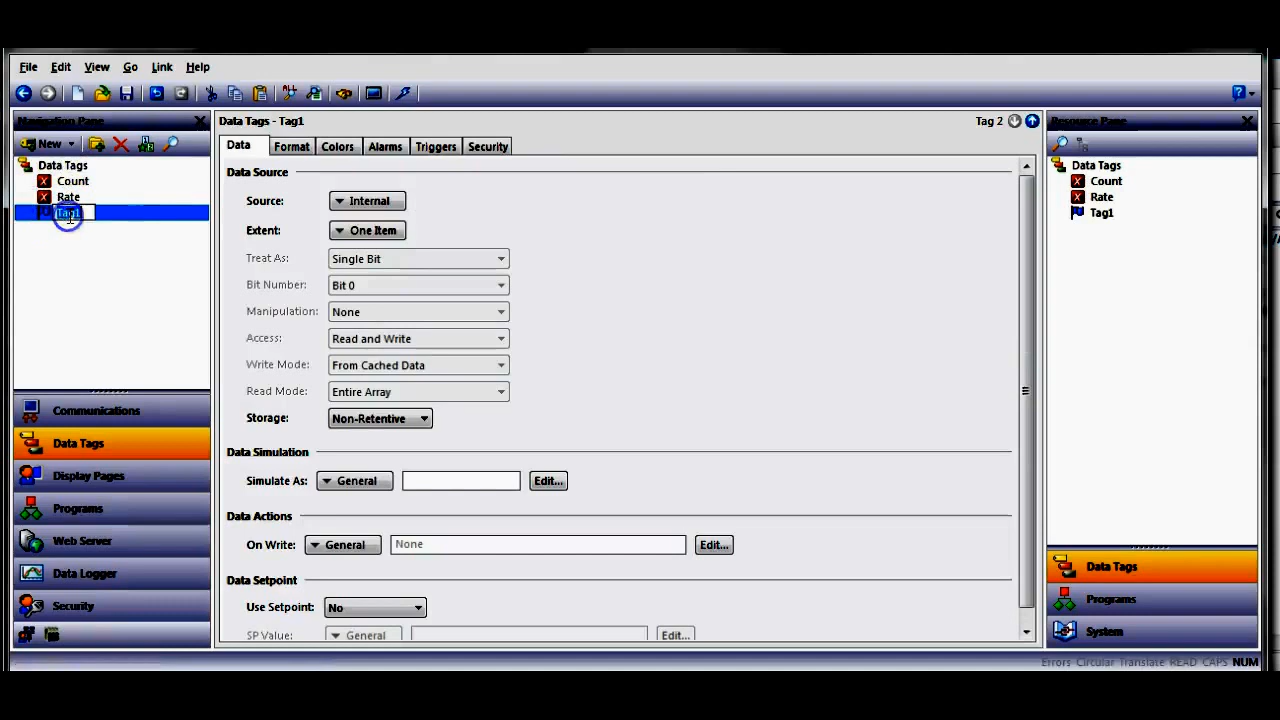 File Edit View Go Link Help
Navigation Pane
Data Tags - Tag1
Tag 2
Resource Pane
New
Data Format Colors Alarms Triggers Security
Data Tags
Count
Rate
Tag1
Data Source
Source: Internal
Extent: One Item
Treat As: Single Bit
Bit Number: Bit 0
Manipulation: None
Access: Read and Write
Write Mode: From Cached Data
Read Mode: Entire Array
Storage: Non-Retentive
Data Simulation
Simulate As: General Edit...
Data Actions
On Write: General None Edit...
Data Setpoint
Use Setpoint: No
SP Value: General Edit...
Communications
Data Tags
Display Pages
Programs
Web Server
Data Logger
Security
Data Tags
Count
Rate
Tag1
Data Tags
Programs
System
Errors Circular Translate READ CAPS NUM